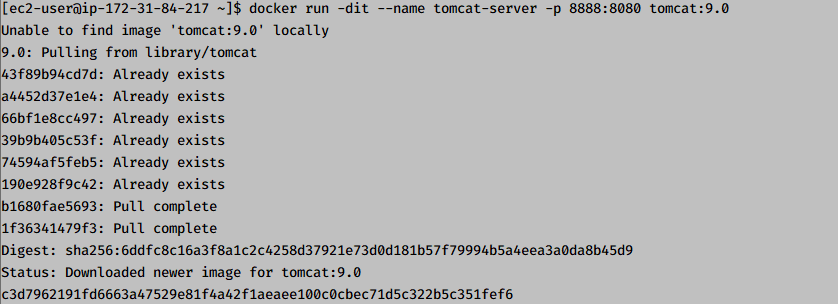 [ec2-user@ip-172-31-84-217 ~]$ docker run -dit --name tomcat-server -p 8888:8080 tomcat:9.0
Unable to find image 'tomcat:9.0' locally
9.0: Pulling from library/tomcat
43f89b94cd7d: Already exists
a4452d37e1e4: Already exists
66bf1e8cc497: Already exists
39b9b405c53f: Already exists
74594af5feb5: Already exists
190e928f9c42: Already exists
b1680fae5693: Pull complete
1f36341479f3: Pull complete
Digest: sha256:6ddfc8c16a3f8a1c2c4258d37921e73d0d181b57f79994b5a4eea3a0da8b45d9
Status: Downloaded newer image for tomcat:9.0
c3d7962191fd6663a47529e81f4a42f1aeaee100c0cbec71d5c322b5c351fef6